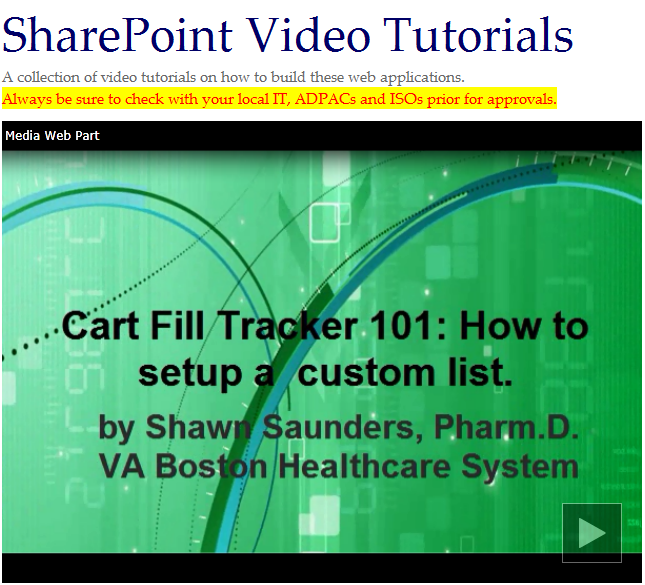 SharePoint Video Tutorials
A collection of video tutorials on how to build these web applications.
Always be sure to check with your local IT, ADPACs and ISOs prior for approvals.
Media Web Part
Cart Fill Tracker 101: How to
setup a  custom list.
by Shawn Saunders, Pharm.D.
VA Boston Healthcare System